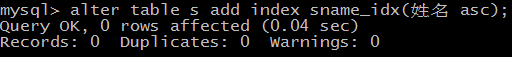 mysql> alter table s add index sname_idx(姓名 asc);
Query OK, 0 rows affected (0.04 sec)
Records: 0  Duplicates: 0  Warnings: 0